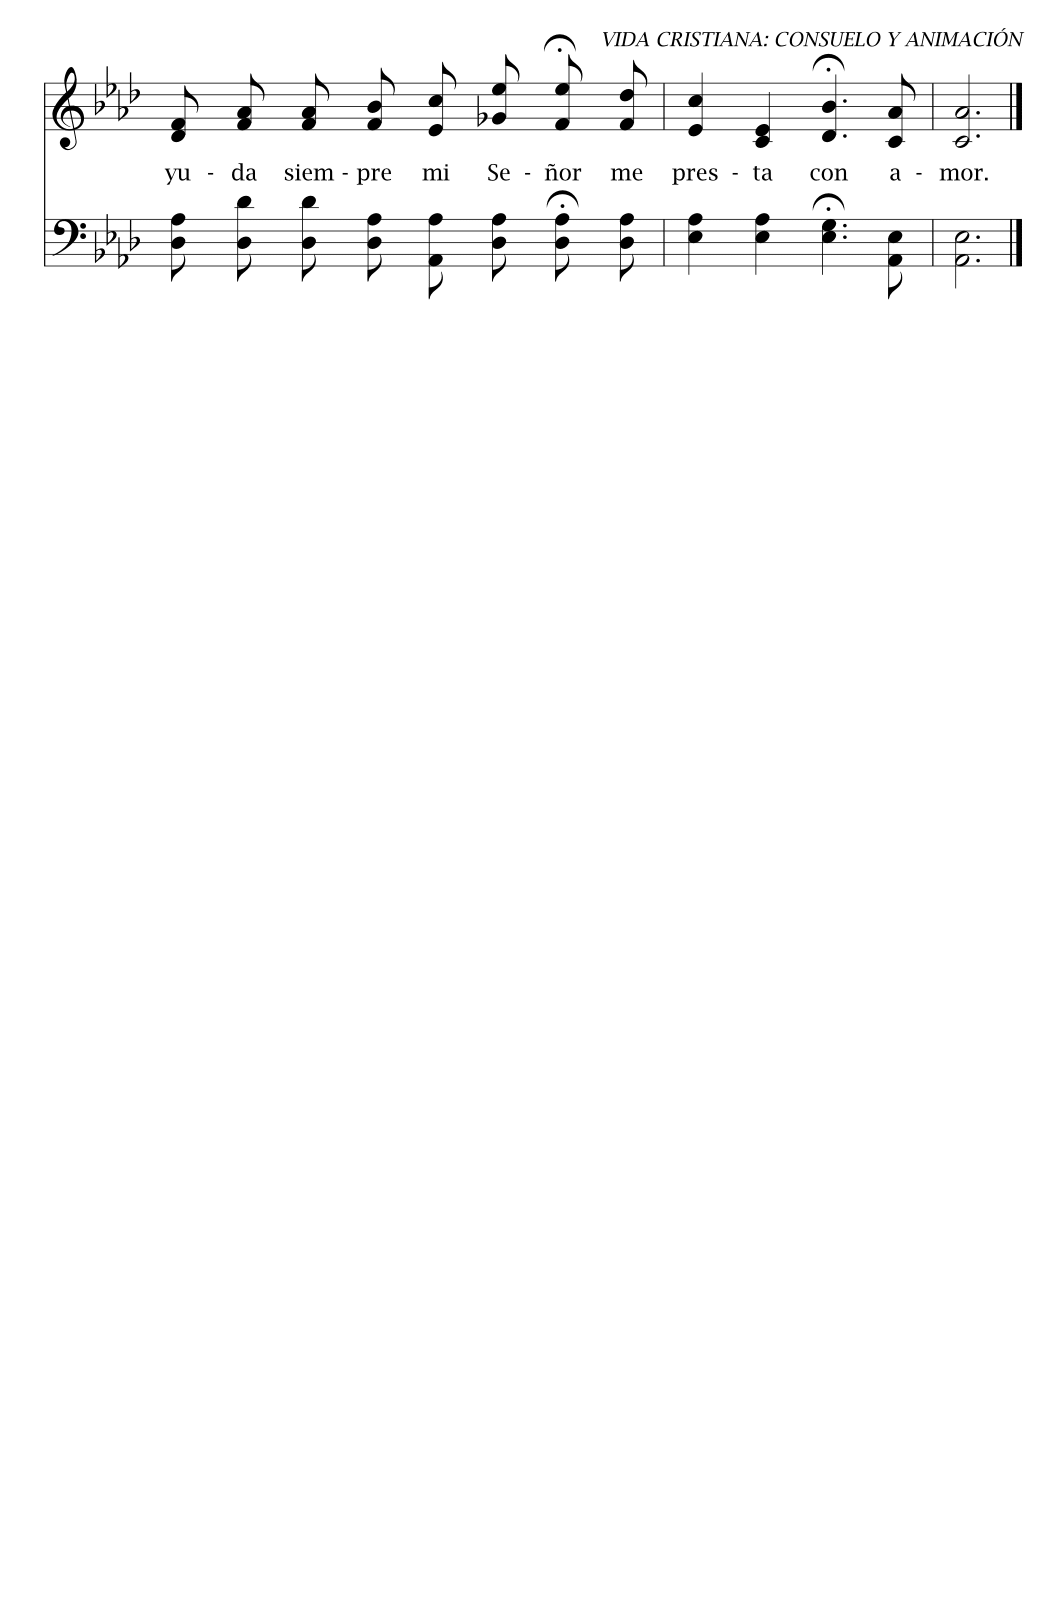 VIDA CRISTIANA: CONSUELO Y ANIMACIÓN
yu - da siem - pre mi Se - ñor me pres - ta con a - mor.